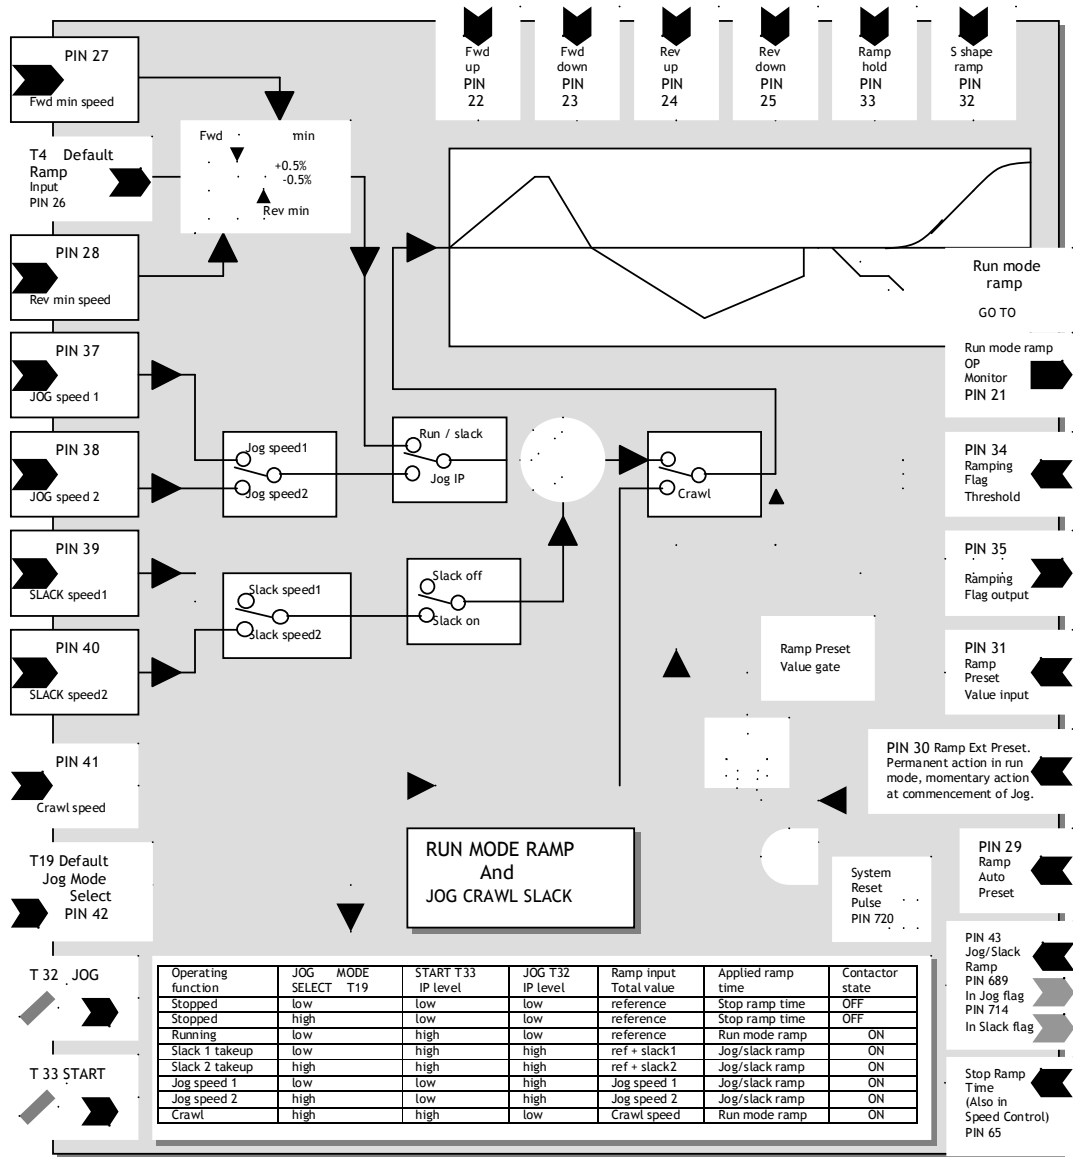 PIN 27
Fwd min speed
Fwd
up
PIN
22
Fwd
down
PIN
23
Rev
up
PIN
24
Rev
down
PIN
25
Ramp
hold
PIN
33
S shape
ramp
PIN
32
T4 Default
Ramp
Input
PIN 26
Fwd min
+0.5%
-0.5%
Rev min
PIN 28
Rev min speed
Run mode
ramp
GO TO
PIN 37
JOG speed 1
Run mode ramp
OP
Monitor
PIN 21
PIN 38
JOG speed 2
Jog speed1
Jog speed2
Run / slack
Jog IP
Crawl
PIN 34
Ramping
Flag
Threshold
PIN 39
SLACK speed1
Slack speed1
Slack speed2
Slack off
Slack on
PIN 35
Ramping
Flag output
PIN 40
SLACK speed2
Ramp Preset
Value gate
PIN 31
Ramp
Preset
Value input
PIN 41
Crawl speed
PIN 30 Ramp Ext Preset.
Permanent action in run
mode, momentary action
at commencement of Jog.
T19 Default
Jog Mode
Select
PIN 42
RUN MODE RAMP
And
JOG CRAWL SLACK
System
Reset
Pulse
PIN 720
PIN 29
Ramp
Auto
Preset
PIN 43
Jog/Slack
Ramp
PIN 689
In Jog flag
PIN 714
In Slack flag
T 32 JOG
T 33 START
Operating JOG MODE START T33 JOG T32 Ramp input Applied ramp Contactor
function SELECT T19 IP level IP level Total value time state
Stopped low low low reference Stop ramp time OFF
Stopped high low low reference Stop ramp time OFF
Running low high low reference Run mode ramp ON
Slack 1 takeup low high high ref + slack1 Jog/slack ramp ON
Slack 2 takeup high high high ref + slack2 Jog/slack ramp ON
Jog speed 1 low low high Jog speed 1 Jog/slack ramp ON
Jog speed 2 high low high Jog speed 2 Jog/slack ramp ON
Crawl high high low Crawl speed Run mode ramp ON
Stop Ramp
Time
(Also in
Speed Control)
PIN 65